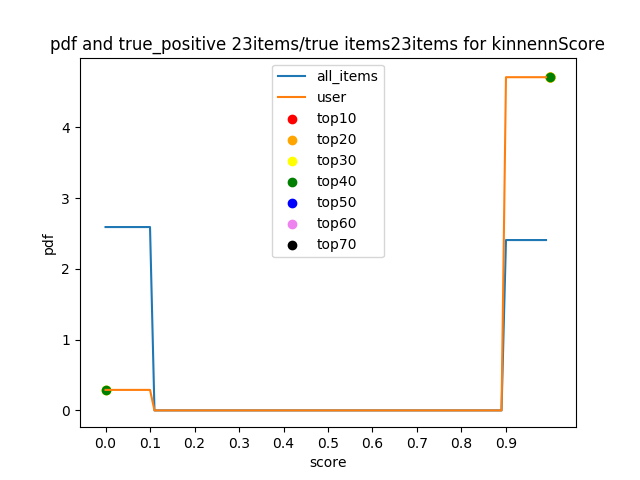 pdf and true_positive 23items/true items23items for kinnennScore
all_items
user
top10
top20
top30
top40
top50
top60
top70
pdf
4
3
2
1
0
0.0 0.1 0.2 0.3 0.4 0.5 0.6 0.7 0.8 0.9
score